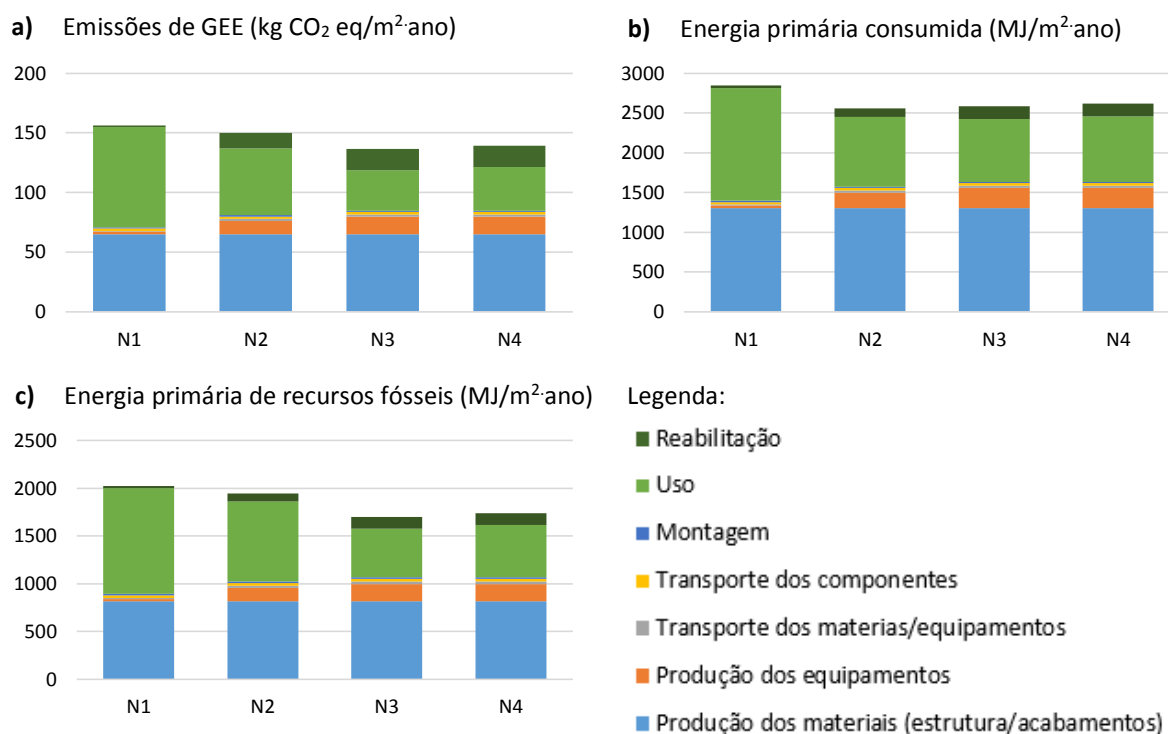 a) Emissões de GEE (kg CO₂ eq/m²·ano)
200
150
100
50
0
N1 N2 N3 N4
b) Energia primária consumida (MJ/m²·ano)
3000
2500
2000
1500
1000
500
0
N1 N2 N3 N4
c) Energia primária de recursos fósseis (MJ/m²·ano)
2500
2000
1500
1000
500
0
N1 N2 N3 N4
Legenda:
Reabilitação
Uso
Montagem
Transporte dos componentes
Transporte dos materias/equipamentos
Produção dos equipamentos
Produção dos materiais (estrutura/acabamentos)